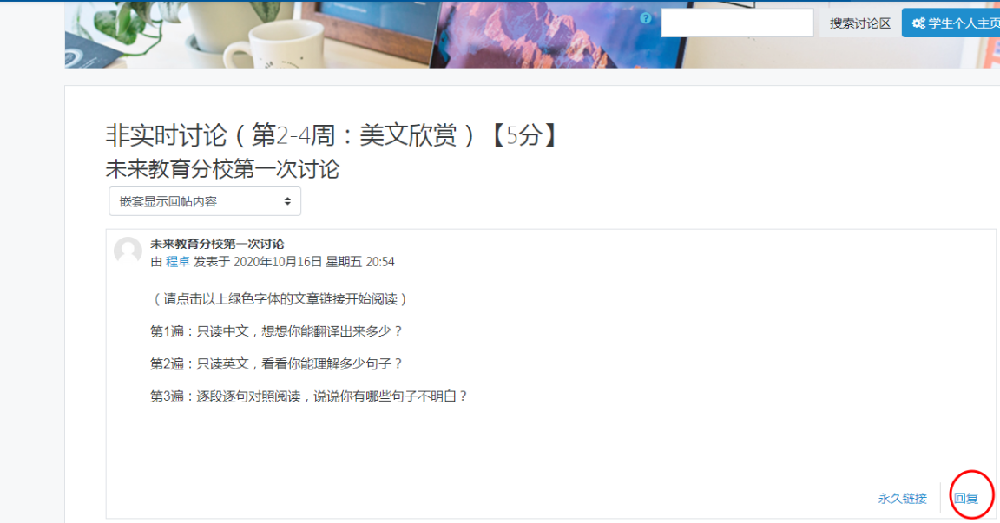 搜索讨论区
学生个人主页
非实时讨论（第2-4周：美文欣赏）【5分】
未来教育分校第一次讨论
嵌套显示回帖内容
未来教育分校第一次讨论
由 程卓 发表于 2020年10月16日 星期五 20:54
（请点击以上绿色字体的文章链接开始阅读）
第1遍：只读中文，想想你能翻译出来多少？
第2遍：只读英文，看看你能理解多少句子？
第3遍：逐段逐句对照阅读，说说你有哪些句子不明白？
永久链接
回复